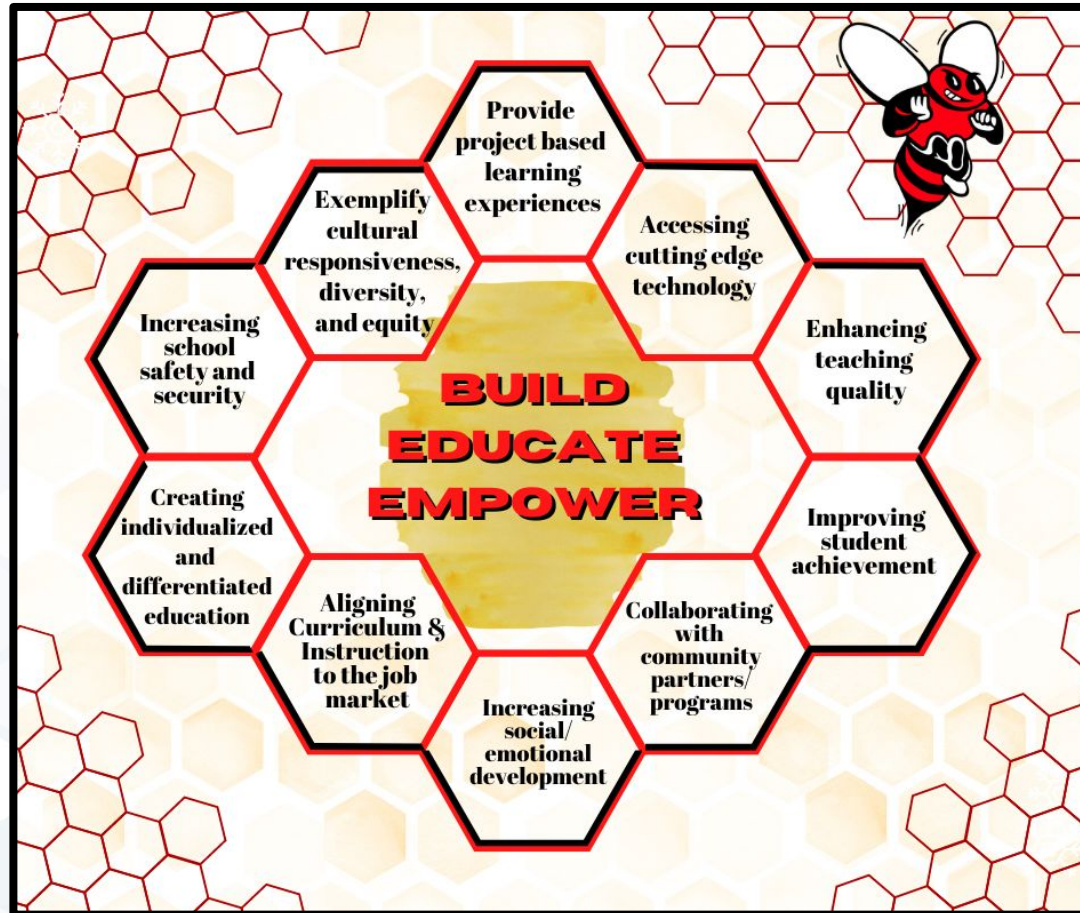 Provide
project based
learning
experiences
Accessing
cutting edge
technology
Enhancing
teaching
quality
Improving
student
achievement
Collaborating
with
community
partners/
programs
Increasing
social/
emotional
development
Aligning
Curriculum &
Instruction
to the job
market
Creating
individualized
and
differentiated
education
Increasing
school
safety and
security
Exemplify
cultural
responsiveness,
diversity,
and equity
BUILD
EDUCATE
EMPOWER